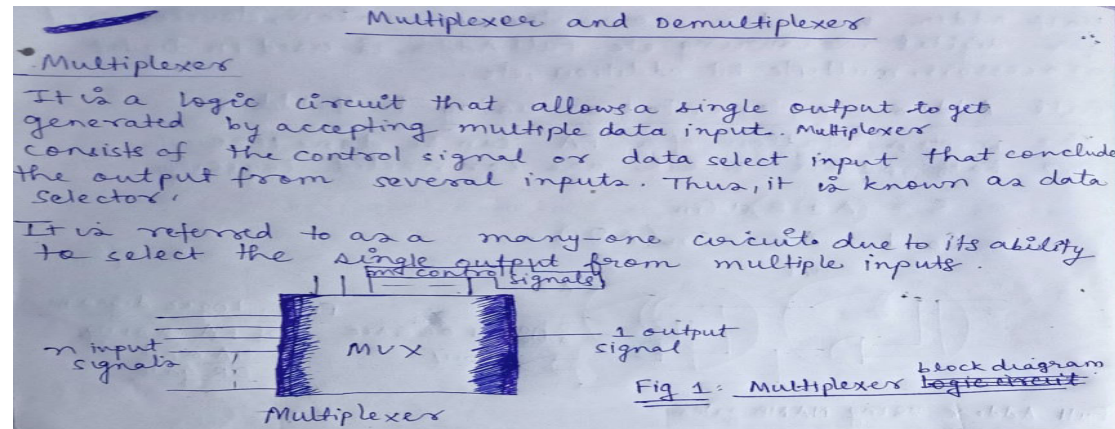 Multiplexer and Demultiplexer
Multiplexer
It is a logic circuit that allows a single output to get
generated by accepting multiple data input. Multiplexer
consists of the control signal or data select input that conclude
the output from several inputs. Thus, it is known as data
selector.
It is referred to as a many-one circuit due to its ability
to select the single output from multiple inputs.
control signals
n input
signals
MUX
1 output
signal
Multiplexer
block diagram
Fig 1: Multiplexer logic circuit